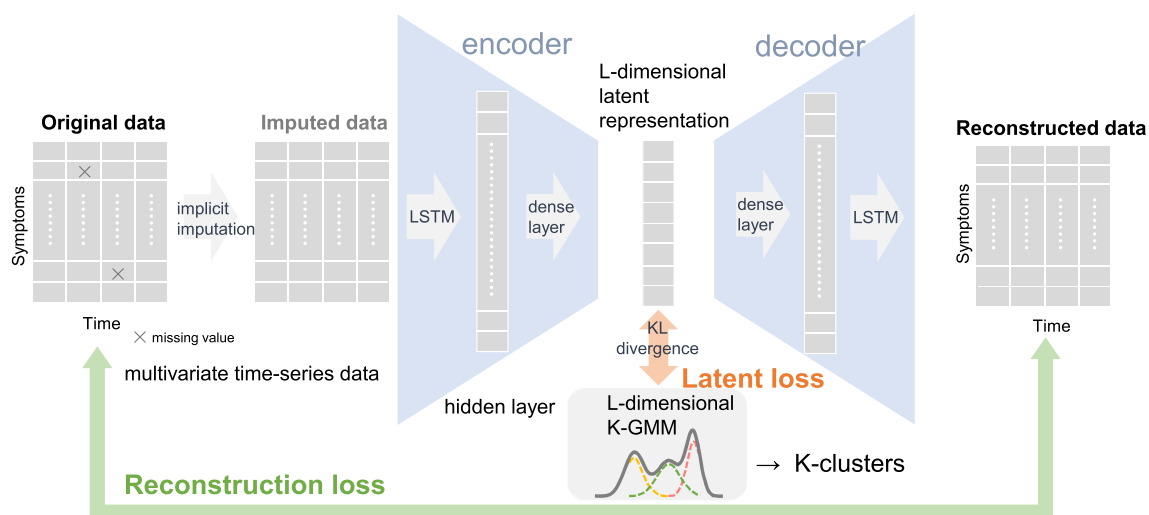 encoder
decoder
L-dimensional
latent
representation
Original data
Imputed data
Reconstructed data
Symptoms
implicit
imputation
LSTM
dense
layer
dense
layer
LSTM
Symptoms
Time
× missing value
multivariate time-series data
KL
divergence
Latent loss
Time
hidden layer
L-dimensional
K-GMM
→ K-clusters
Reconstruction loss